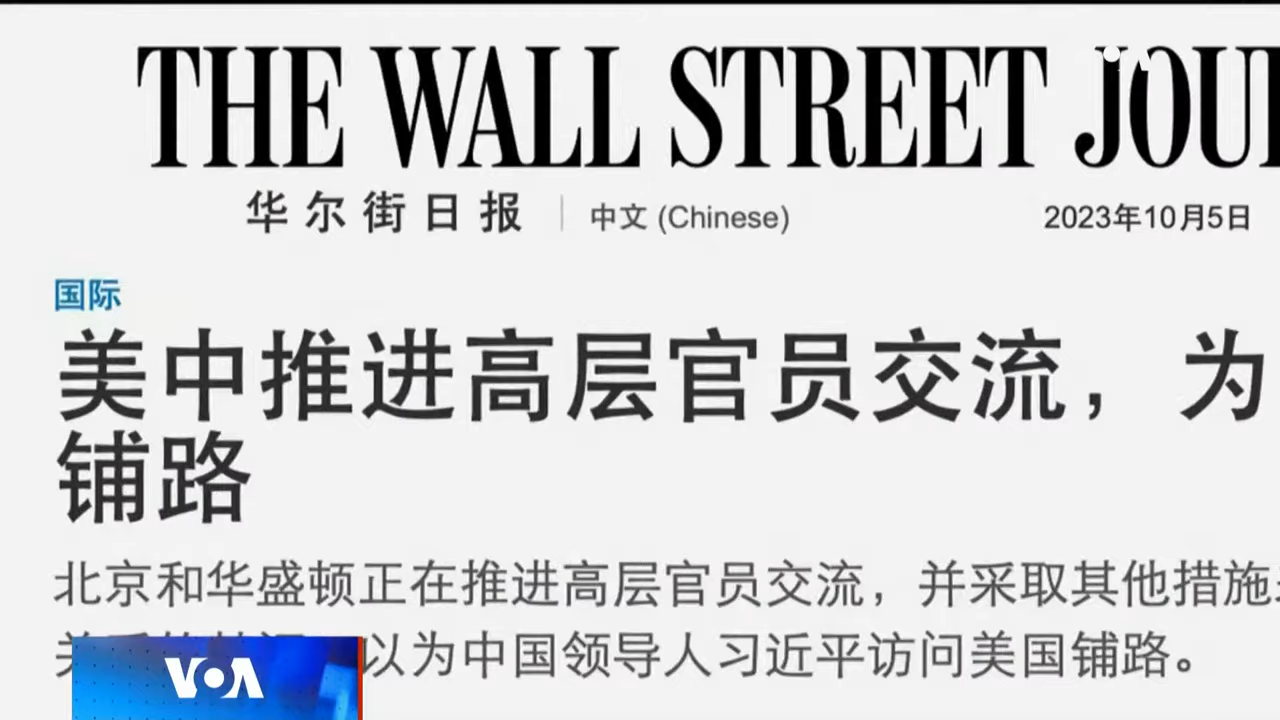 THE WALL STREET JOU
华尔街日报 中文 (Chinese) 2023年10月5日
国际
美中推进高层官员交流，为
铺路
北京和华盛顿正在推进高层官员交流，并采取其他措施
以为中国领导人习近平访问美国铺路。
VOA
VOA